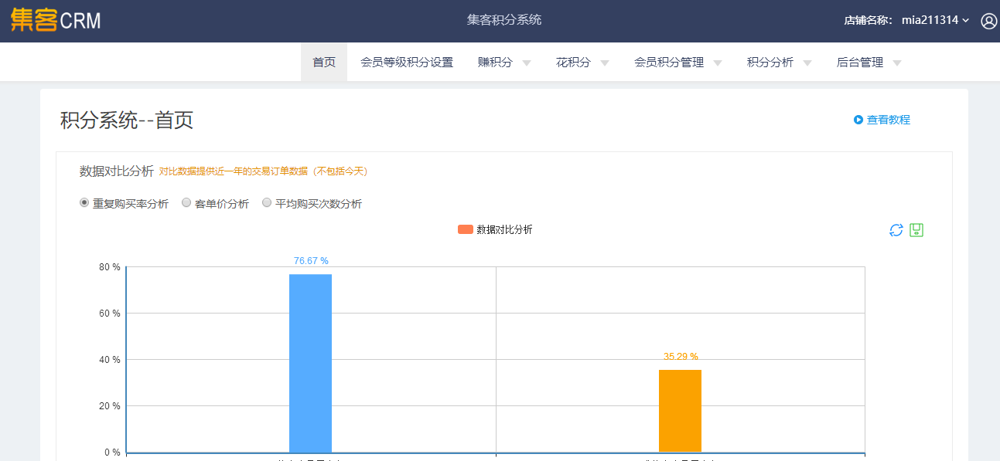 集客CRM
集客积分系统
店铺名称： mia211314
首页 会员等级积分设置 赚积分 花积分 会员积分管理 积分分析 后台管理
积分系统--首页
查看教程
数据对比分析 对比数据提供近一年的交易订单数据（不包括今天）
重复购买率分析 客单价分析 平均购买次数分析
数据对比分析
76.67 %
80 %
60 %
40 %
35.29 %
20 %
0 %